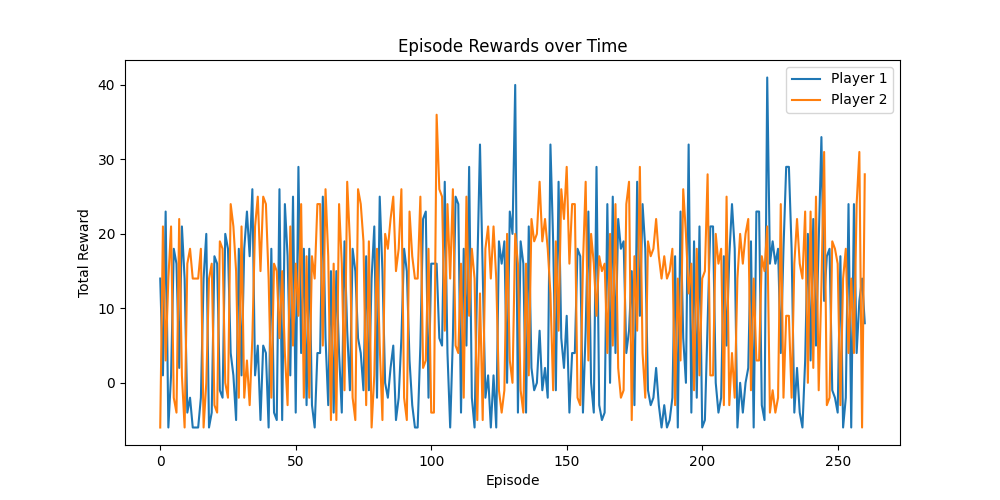 Episode Rewards over Time
Player 1
Player 2
Total Reward
40
30
20
10
0
0 50 100 150 200 250
Episode